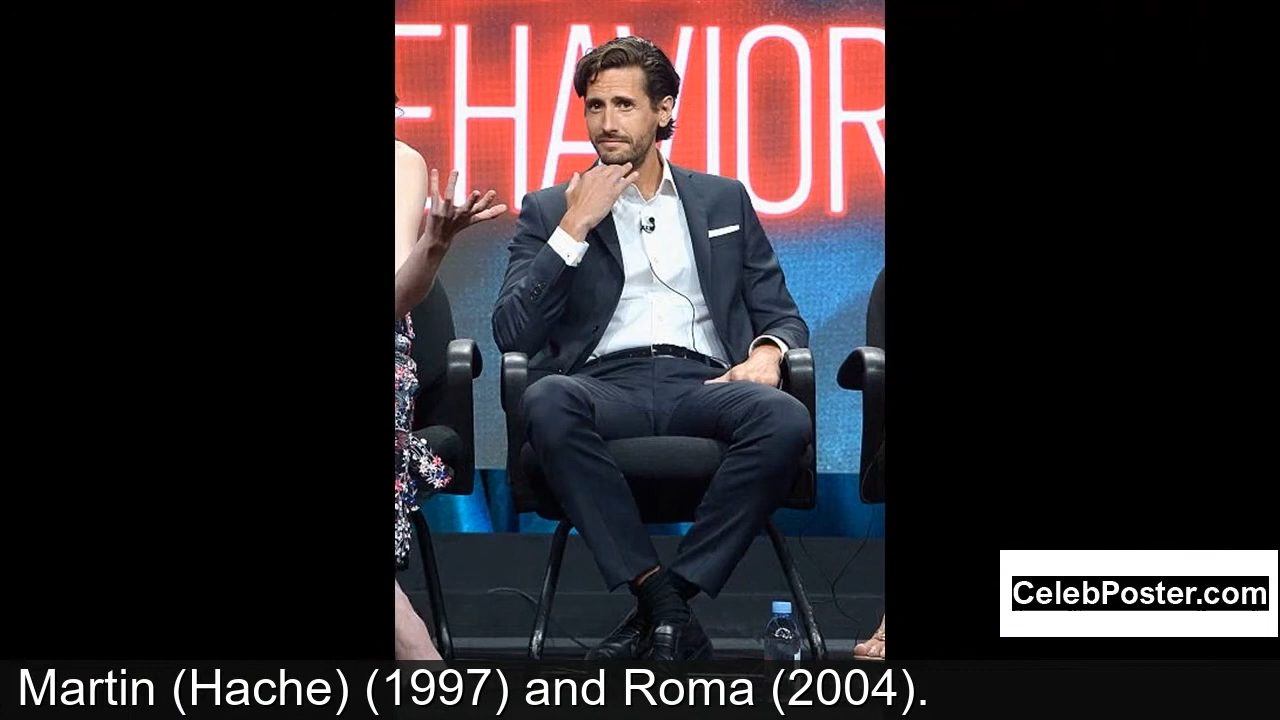 EHAVIOR
CelebPoster.com
Martin (Hache) (1997) and Roma (2004).